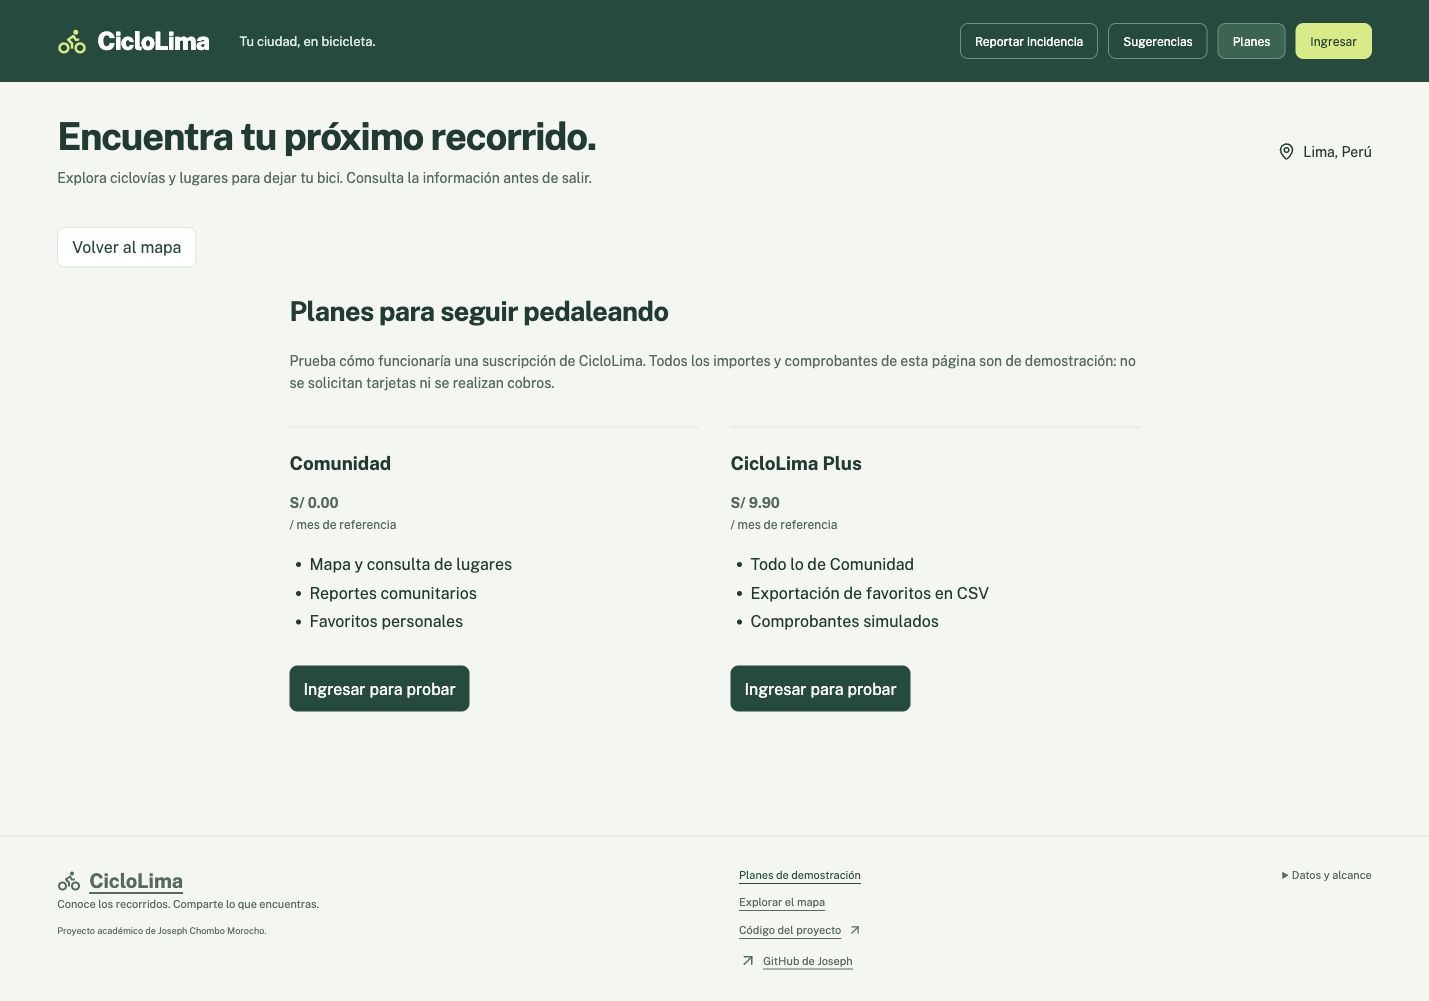 CicloLima
Tu ciudad, en bicicleta.
Reportar incidencia
Sugerencias
Planes
Ingresar
Encuentra tu próximo recorrido.
Explora ciclovías y lugares para dejar tu bici. Consulta la información antes de salir.
Lima, Perú
Volver al mapa
Planes para seguir pedaleando
Prueba cómo funcionaría una suscripción de CicloLima. Todos los importes y comprobantes de esta página son de demostración: no
se solicitan tarjetas ni se realizan cobros.
Comunidad
S/ 0.00
/ mes de referencia
• Mapa y consulta de lugares
• Reportes comunitarios
• Favoritos personales
Ingresar para probar
CicloLima Plus
S/ 9.90
/ mes de referencia
• Todo lo de Comunidad
• Exportación de favoritos en CSV
• Comprobantes simulados
Ingresar para probar
CicloLima
Conoce los recorridos. Comparte lo que encuentras.
Proyecto académico de Joseph Chombo Morocho.
Planes de demostración
Explorar el mapa
Código del proyecto
GitHub de Joseph
Datos y alcance